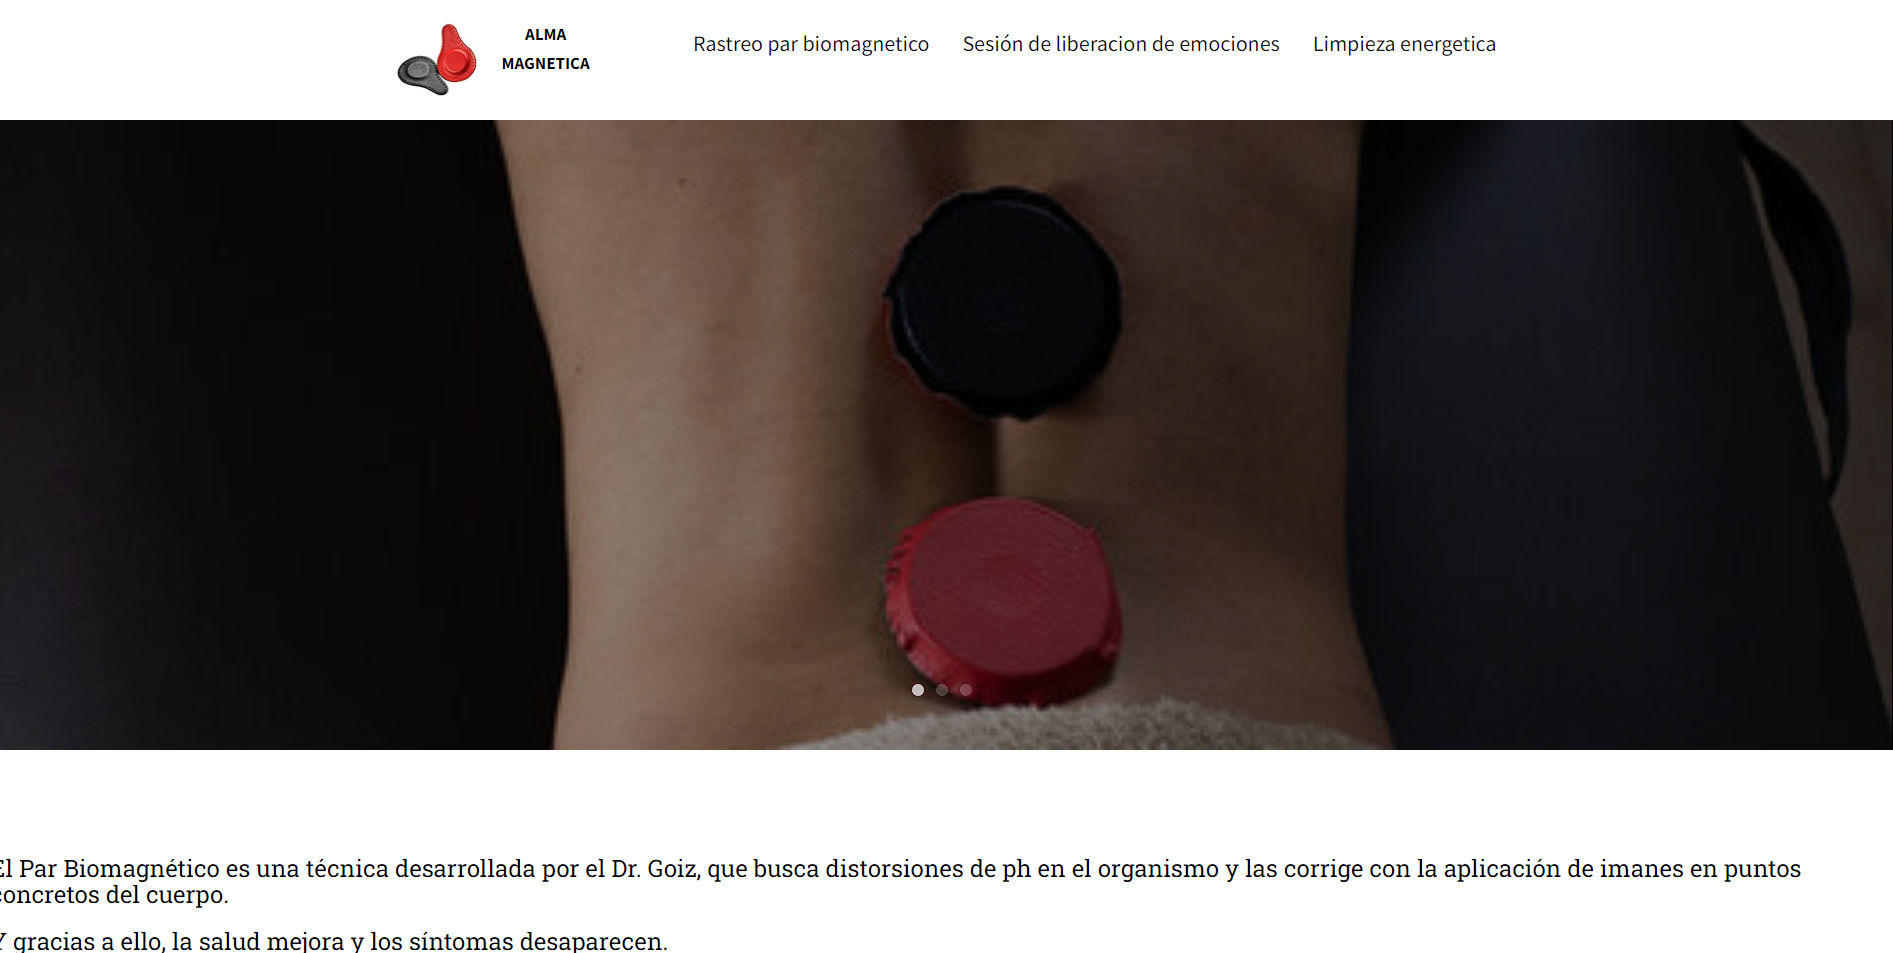 ALMA
MAGNETICA
Rastreo par biomagnetico
Sesión de liberacion de emociones
Limpieza energetica
El Par Biomagnético es una técnica desarrollada por el Dr. Goiz, que busca distorsiones de ph en el organismo y las corrige con la aplicación de imanes en puntos
concretos del cuerpo.
Y gracias a ello, la salud mejora y los síntomas desaparecen.